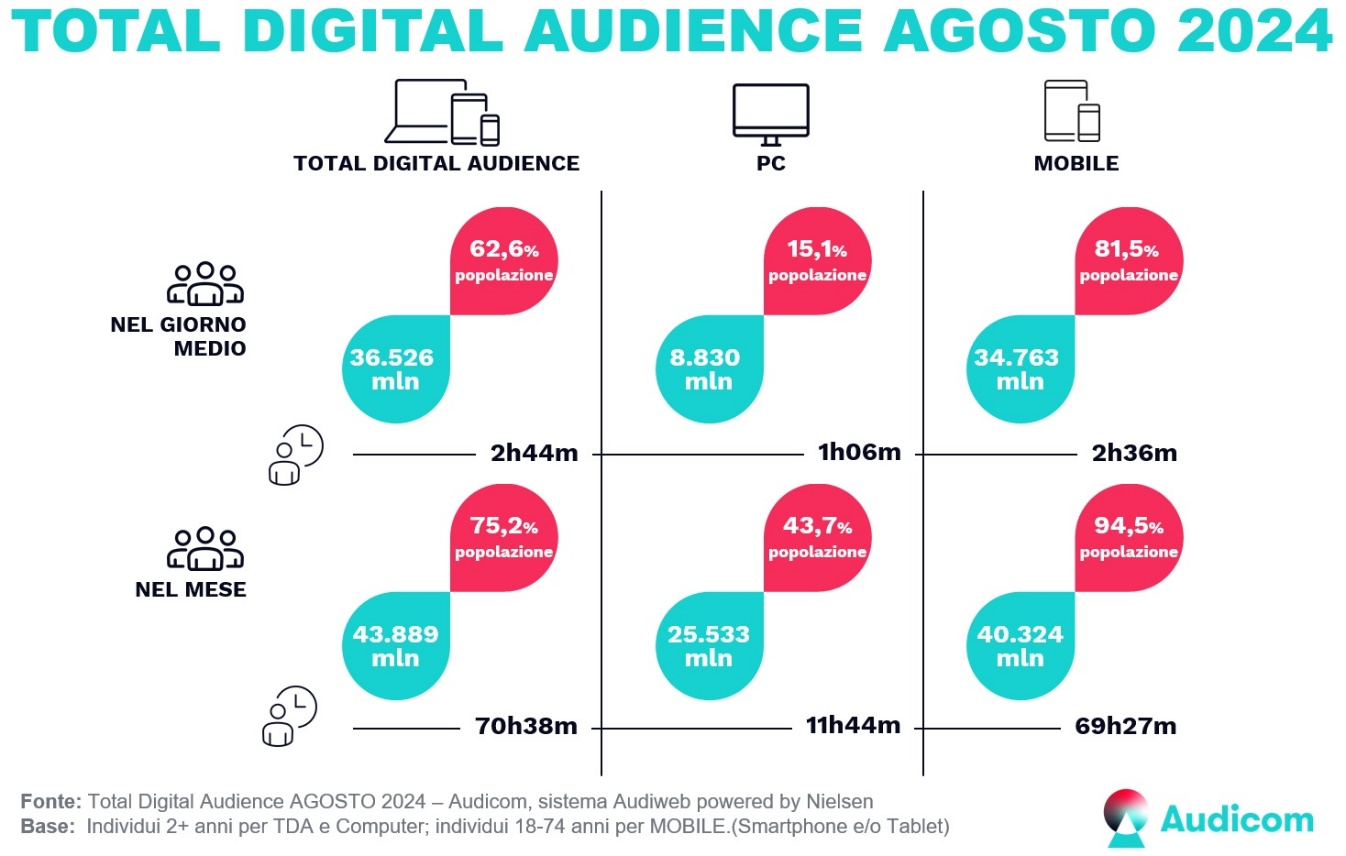 TOTAL DIGITAL AUDIENCE AGOSTO 2024
TOTAL DIGITAL AUDIENCE
PC
MOBILE
NEL GIORNO
MEDIO
62,6%
popolazione
36.526
mln
15,1%
popolazione
8.830
mln
81,5%
popolazione
34.763
mln
2h44m
1h06m
2h36m
NEL MESE
75,2%
popolazione
43.889
mln
43,7%
popolazione
25.533
mln
94,5%
popolazione
40.324
mln
70h38m
11h44m
69h27m
Fonte: Total Digital Audience AGOSTO 2024 – Audicom, sistema Audiweb powered by Nielsen
Base: Individui 2+ anni per TDA e Computer; individui 18-74 anni per MOBILE.(Smartphone e/o Tablet)
Audicom